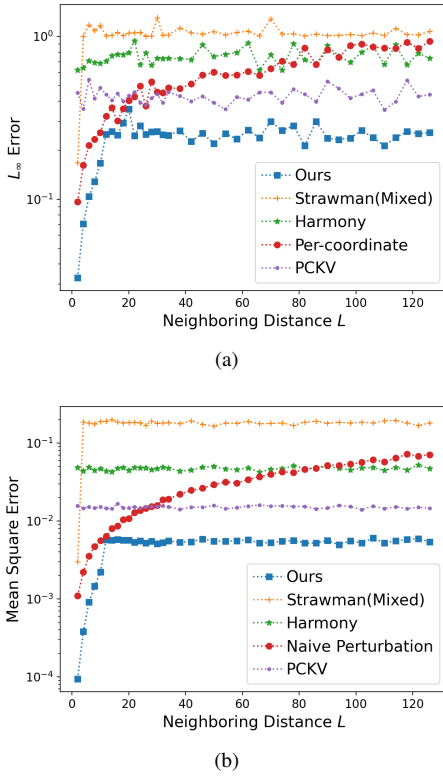 10⁰
10⁻¹
L∞ Error
Ours
Strawman(Mixed)
Harmony
Per-coordinate
PCKV
0 20 40 60 80 100 120
Neighboring Distance L
(a)
10⁻¹
10⁻²
10⁻³
10⁻⁴
Mean Square Error
Ours
Strawman(Mixed)
Harmony
Naive Perturbation
PCKV
0 20 40 60 80 100 120
Neighboring Distance L
(b)